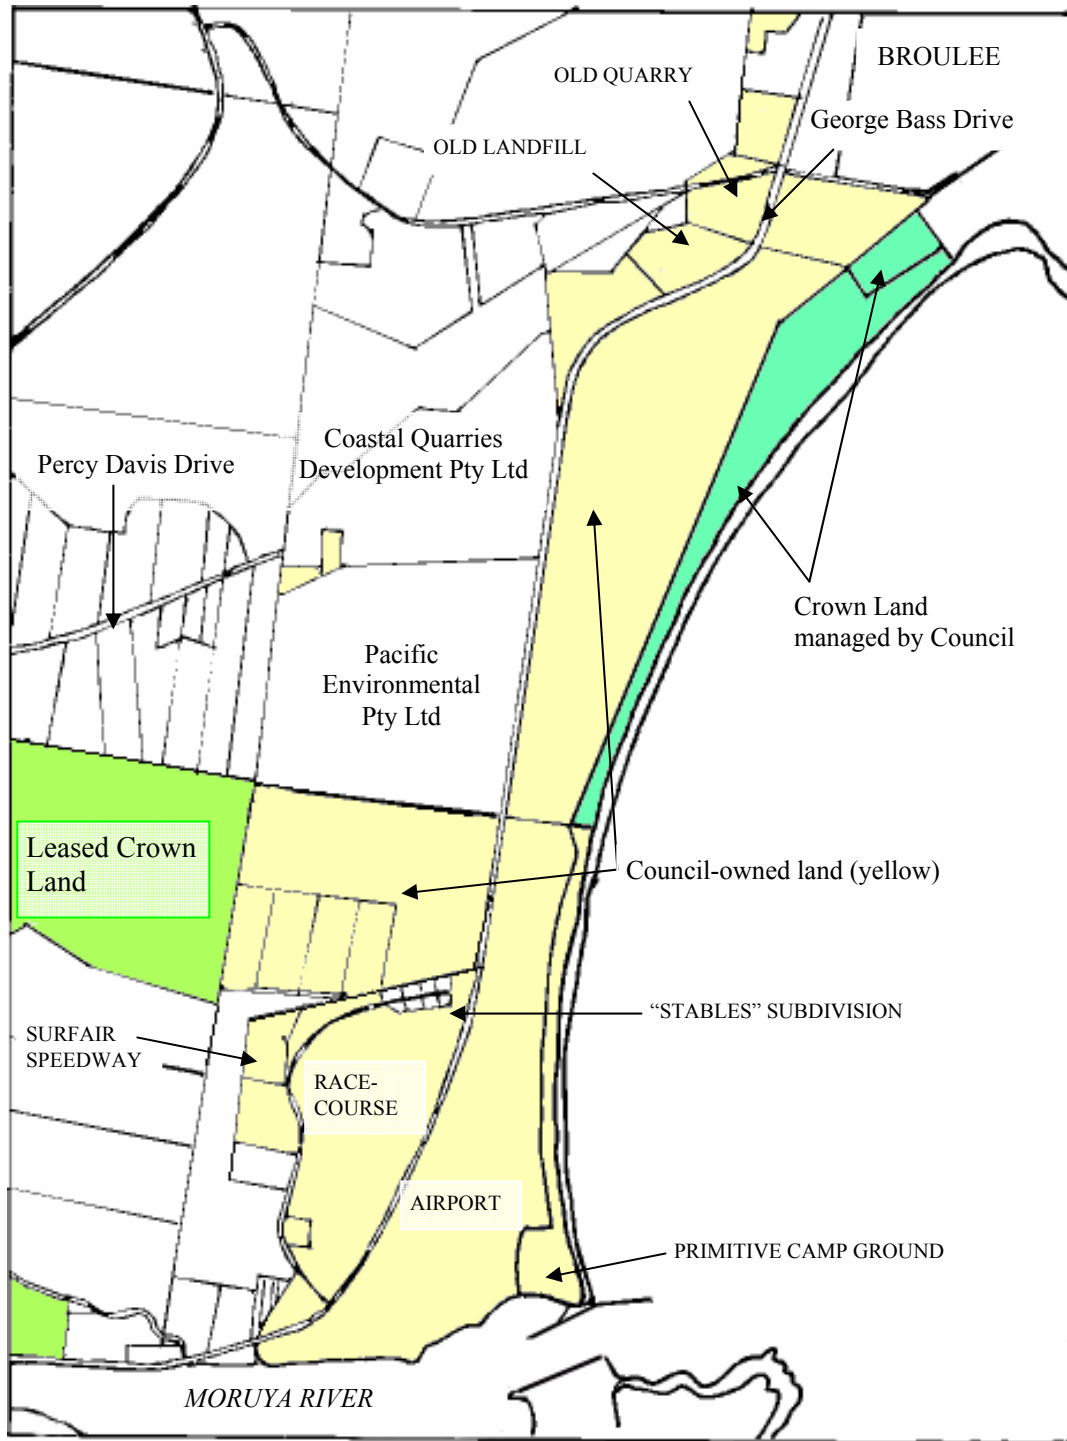 BROULEE
OLD QUARRY
George Bass Drive
OLD LANDFILL
Coastal Quarries
Development Pty Ltd
Percy Davis Drive
Crown Land
managed by Council
Pacific
Environmental
Pty Ltd
Leased Crown
Land
Council-owned land (yellow)
“STABLES” SUBDIVISION
SURFAIR
SPEEDWAY
RACE-
COURSE
AIRPORT
PRIMITIVE CAMP GROUND
MORUYA RIVER